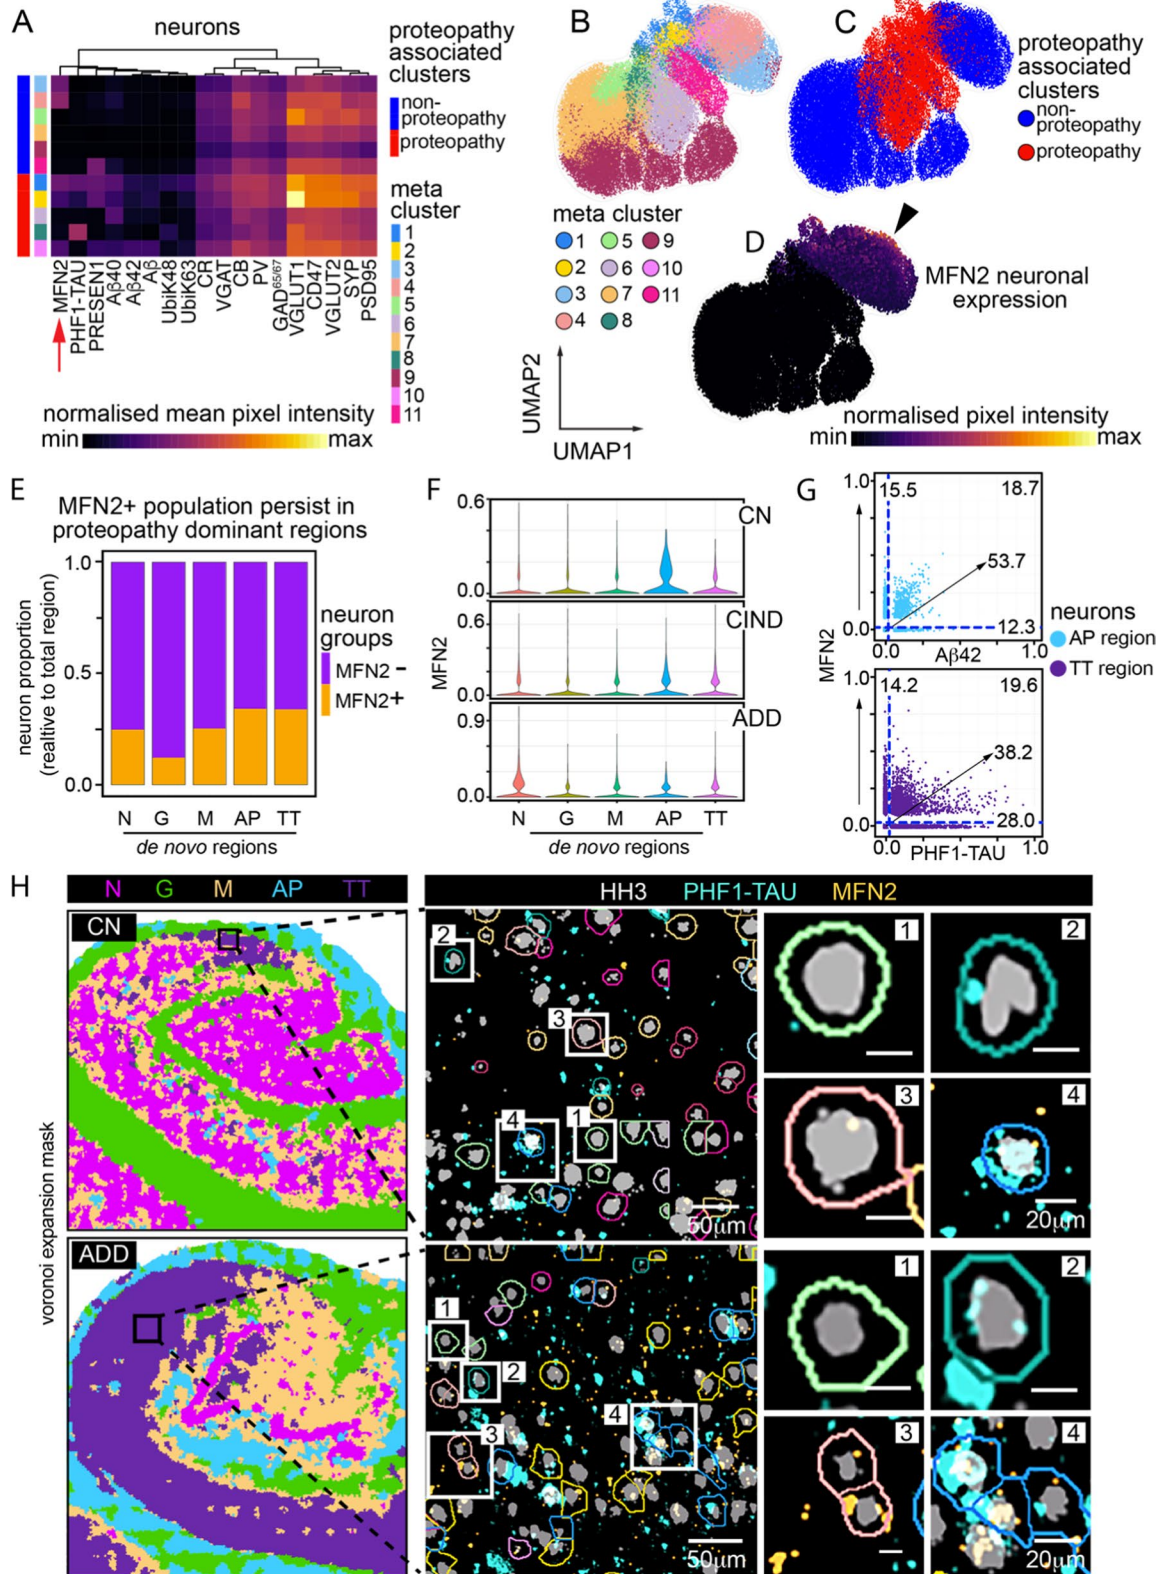 A
neurons
proteopathy
associated
clusters
non-
proteopathy
proteopathy
meta
cluster
1
2
3
4
5
6
7
8
9
10
11
MFN2
PHF1-TAU
PRESEN1
Aβ40
Aβ42
Aβ
UbiK48
UbiK63
CR
VGAT
CB
PV
GAD65/67
VGLUT1
CD47
VGLUT2
SYP
PSD95
normalised mean pixel intensity
min max
B
meta cluster
1 5 9
2 6 10
3 7 11
4 8
UMAP2
UMAP1
C
proteopathy
associated
clusters
non-
proteopathy
proteopathy
D
MFN2 neuronal
expression
normalised pixel intensity
min max
E
MFN2+ population persist in
proteopathy dominant regions
neuron proportion
(realtive to total region)
1.0
0.5
0.0
N G M AP TT
de novo regions
neuron
groups
MFN2 -
MFN2+
F
MFN2
0.6
0.0
CN
0.6
0.0
CIND
0.9
0.0
ADD
N G M AP TT
de novo regions
G
MFN2
1.0
15.5 18.7
53.7
0.0
12.3
0.0 Aβ42 1.0
1.0
14.2 19.6
38.2
0.0
28.0
0.0 PHF1-TAU 1.0
neurons
AP region
TT region
H
N G M AP TT
HH3 PHF1-TAU MFN2
voronoi expansion mask
CN
2
3
4
1
50µm
1
2
3
4
20µm
ADD
1
2
3
4
50µm
1
2
3
4
20µm